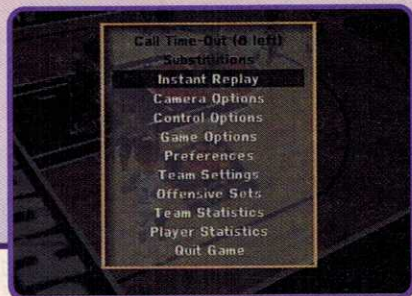 Call Time-Out (6 left)
Substitutions
Instant Replay
Camera Options
Control Options
Game Options
Preferences
Team Settings
Offensive Sets
Team Statistics
Player Statistics
Quit Game